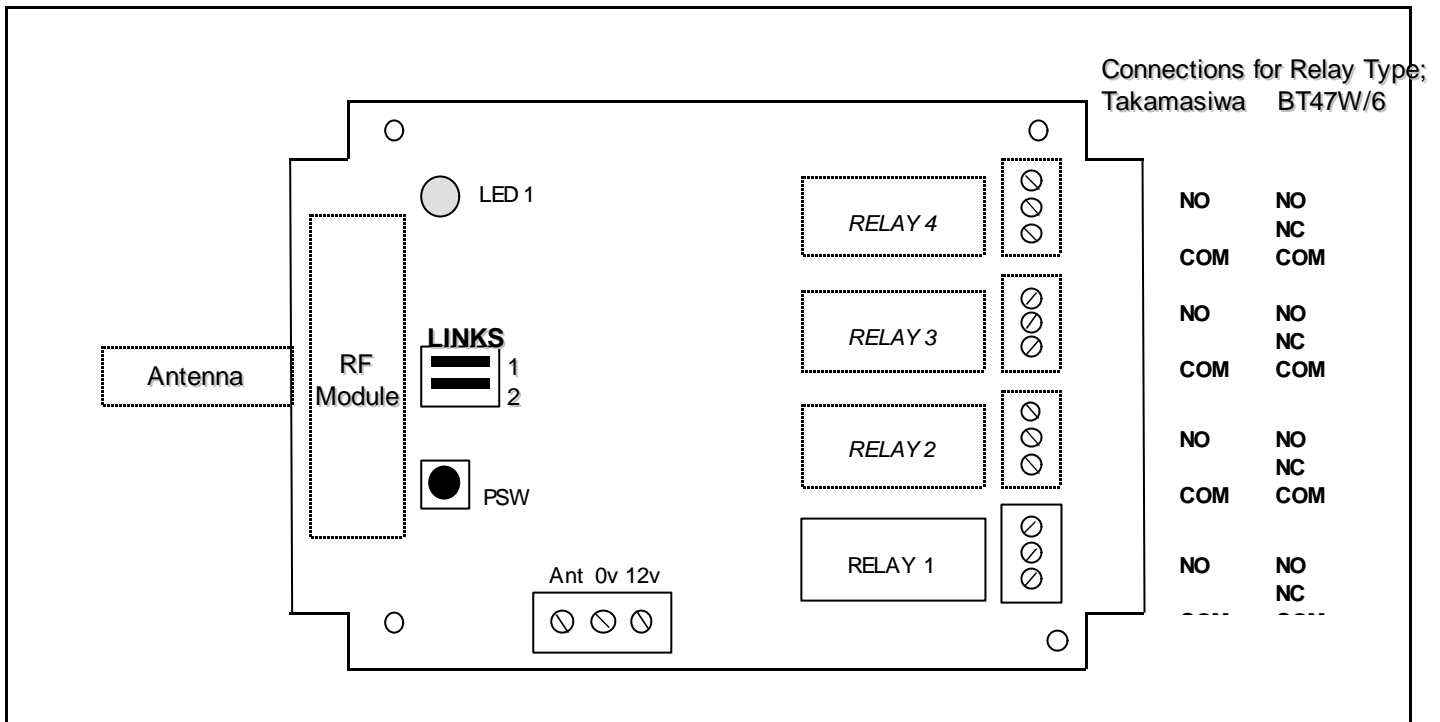 Connections for Relay Type;
Takamasiwa BT47W/6
LED 1
RELAY 4
NO NO
NC
COM COM
LINKS
1
2
RELAY 3
NO NO
NC
COM COM
Antenna
RF
Module
RELAY 2
NO NO
NC
COM COM
PSW
RELAY 1
NO NO
NC
Ant 0v 12v